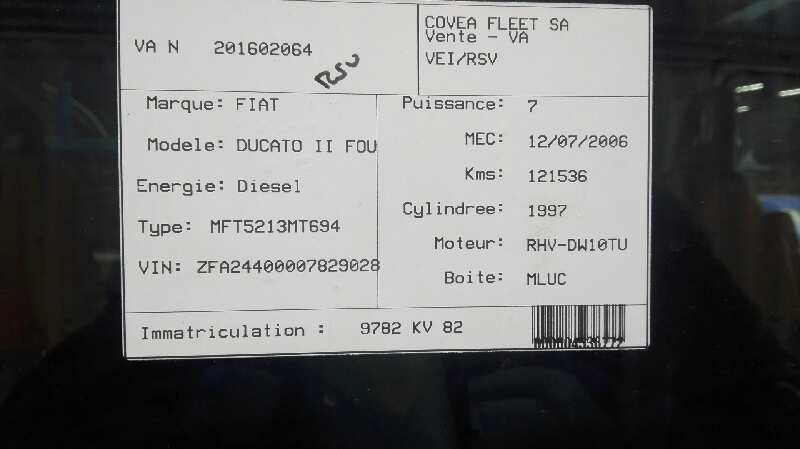 VA N 201602064
RSV
COVEA FLEET SA
Vente - VA
VEI/RSV
Marque: FIAT
Modele: DUCATO II FOU
Energie: Diesel
Type: MFT5213MT694
VIN: ZFA24400007829028
Puissance: 7
MEC: 12/07/2006
Kms: 121536
Cylindree: 1997
Moteur: RHV-DW10TU
Boite: MLUC
Immatriculation : 9782 KV 82